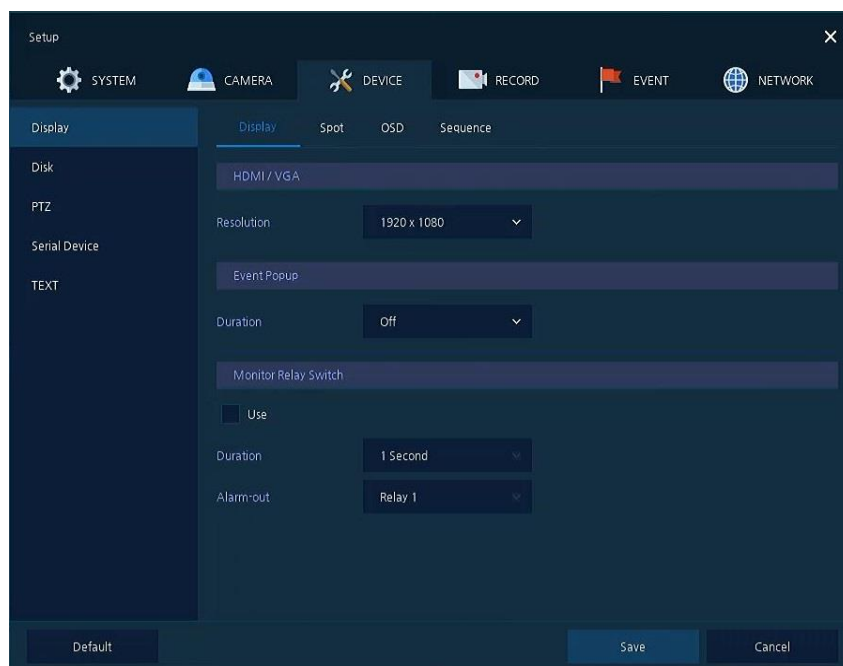 Setup
SYSTEM CAMERA DEVICE RECORD EVENT NETWORK
Display
Disk
PTZ
Serial Device
TEXT
Display Spot OSD Sequence
HDMI / VGA
Resolution 1920 x 1080
Event Popup
Duration Off
Monitor Relay Switch
Use
Duration 1 Second
Alarm-out Relay 1
Default Save Cancel